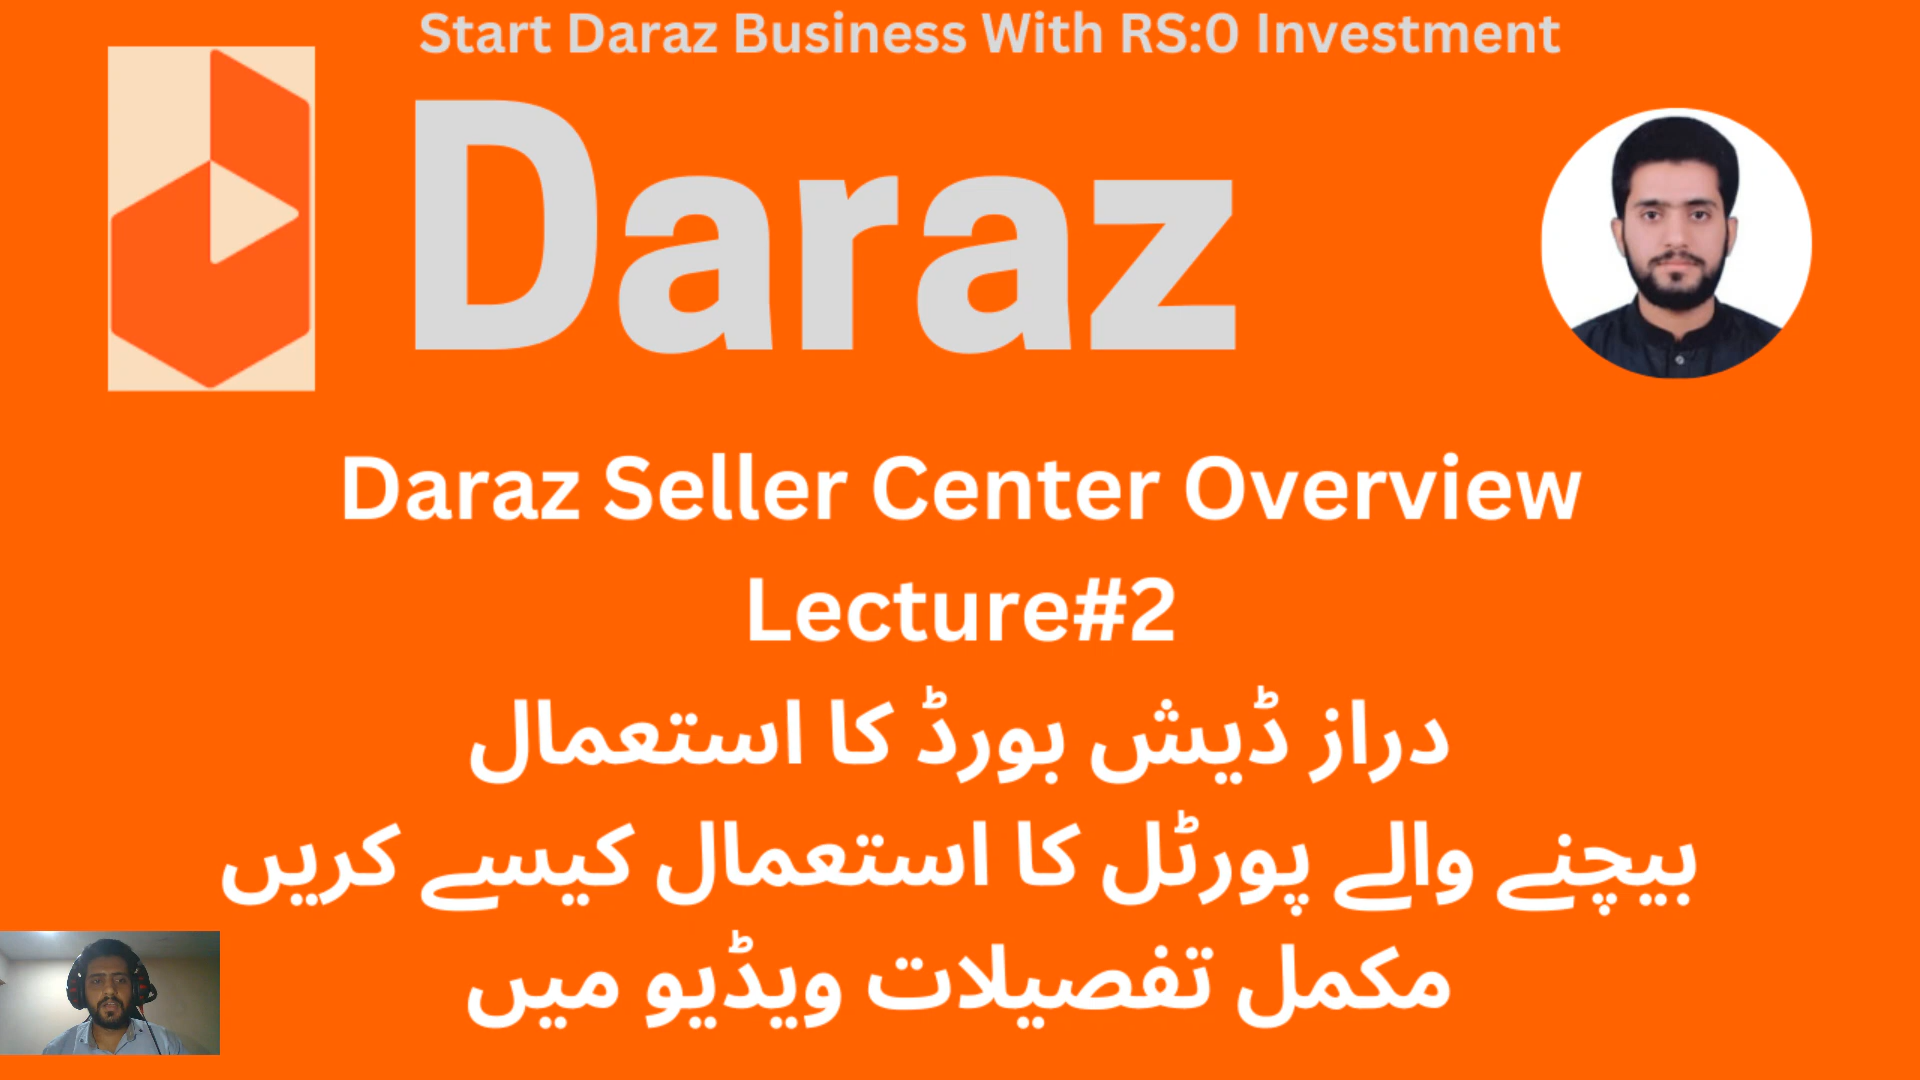 Start Daraz Business With RS:0 Investment
Daraz
Daraz Seller Center Overview
Lecture#2
دراز ڈیش بورڈ کا استعمال
بیچنے والے پورٹل کا استعمال کیسے کریں
مکمل تفصیلات ویڈیو میں